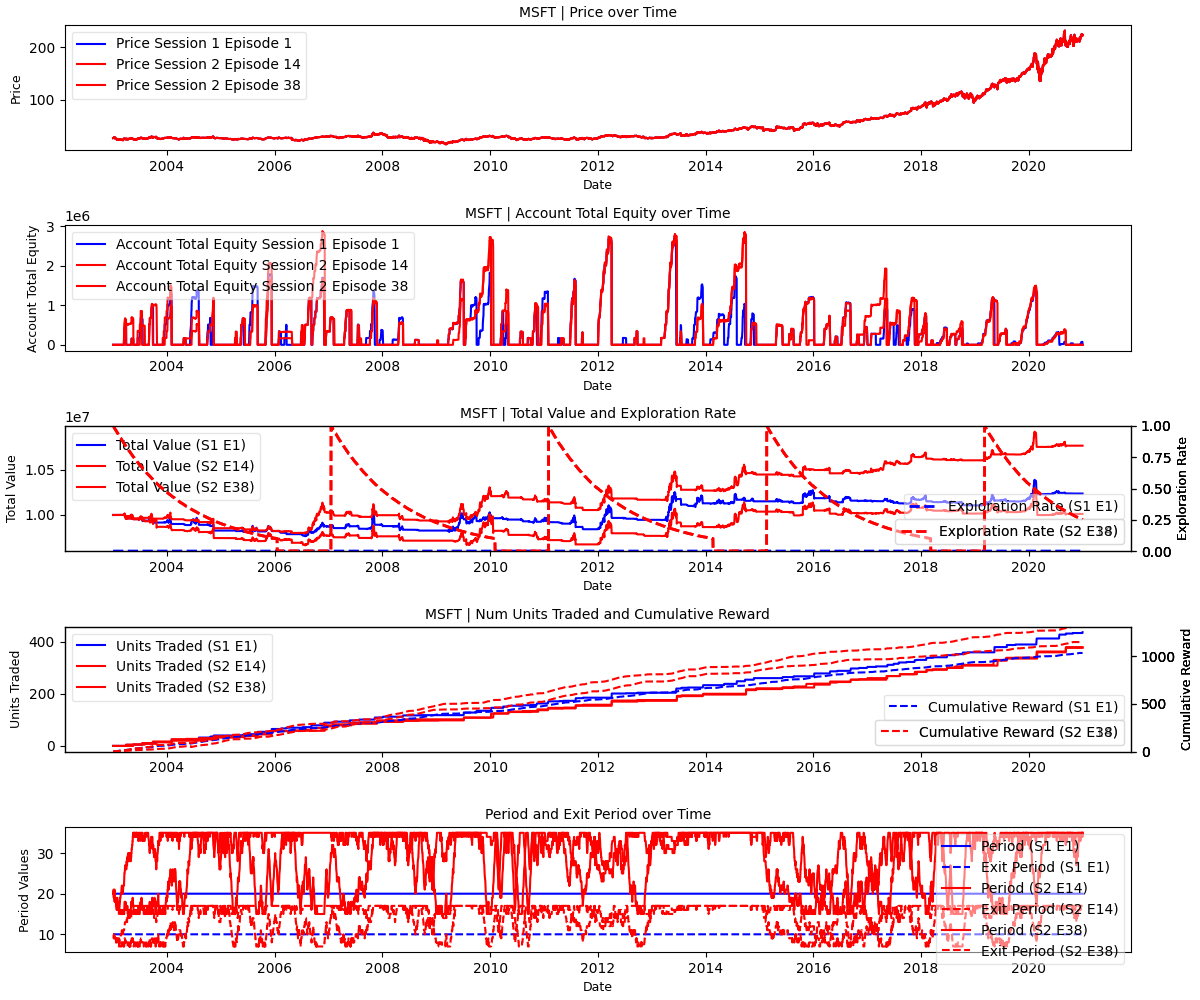 MSFT | Price over Time
Price Session 1 Episode 1
Price Session 2 Episode 14
Price Session 2 Episode 38
Price
200
100
2004 2006 2008 2010 2012 2014 2016 2018 2020
Date
MSFT | Account Total Equity over Time
1e6
Account Total Equity Session 1 Episode 1
Account Total Equity Session 2 Episode 14
Account Total Equity Session 2 Episode 38
Account Total Equity
3
2
1
0
2004 2006 2008 2010 2012 2014 2016 2018 2020
Date
MSFT | Total Value and Exploration Rate
1e7
Total Value (S1 E1)
Total Value (S2 E14)
Total Value (S2 E38)
Total Value
1.05
1.00
1.00
0.75
0.50
0.25
0.00
Exploration Rate
Exploration Rate (S1 E1)
Exploration Rate (S2 E38)
2004 2006 2008 2010 2012 2014 2016 2018 2020
Date
MSFT | Num Units Traded and Cumulative Reward
Units Traded (S1 E1)
Units Traded (S2 E14)
Units Traded (S2 E38)
Units Traded
400
200
0
1000
500
0
Cumulative Reward
Cumulative Reward (S1 E1)
Cumulative Reward (S2 E38)
2004 2006 2008 2010 2012 2014 2016 2018 2020
Date
Period and Exit Period over Time
Period Values
30
20
10
Period (S1 E1)
Exit Period (S1 E1)
Period (S2 E14)
Exit Period (S2 E14)
Period (S2 E38)
Exit Period (S2 E38)
2004 2006 2008 2010 2012 2014 2016 2018 2020
Date